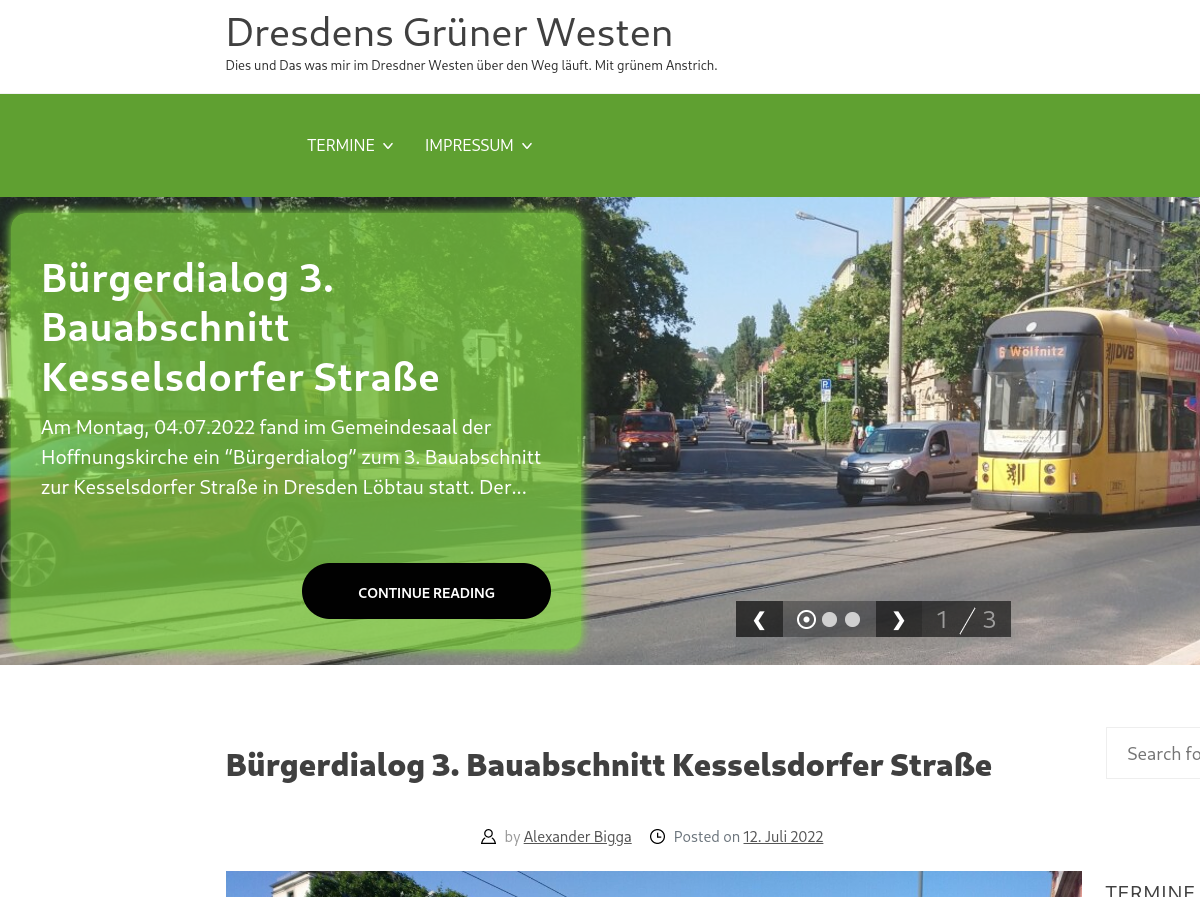 Dresdens Grüner Westen
Dies und Das was mir im Dresdner Westen über den Weg läuft. Mit grünem Anstrich.
TERMINE
IMPRESSUM
Bürgerdialog 3.
Bauabschnitt
Kesselsdorfer Straße
Am Montag, 04.07.2022 fand im Gemeindesaal der
Hoffnungskirche ein “Bürgerdialog” zum 3. Bauabschnitt
zur Kesselsdorfer Straße in Dresden Löbtau statt. Der...
CONTINUE READING
6 Wölfnitz
DVB
P
❮ ❯ 1 / 3
Bürgerdialog 3. Bauabschnitt Kesselsdorfer Straße
Search fo
by Alexander Bigga Posted on 12. Juli 2022
TERMINE